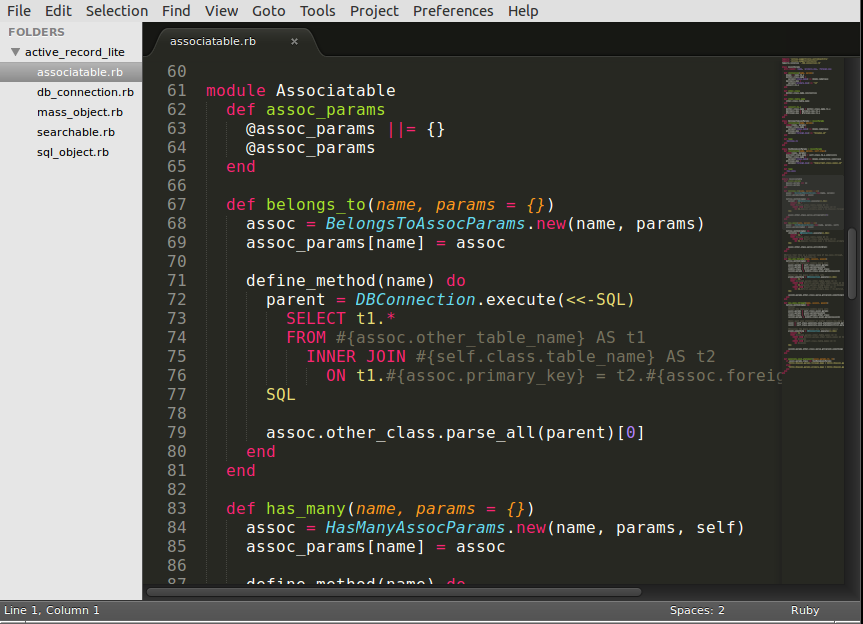 File Edit Selection Find View Goto Tools Project Preferences Help
FOLDERS
active_record_lite
associatable.rb
db_connection.rb
mass_object.rb
searchable.rb
sql_object.rb
associatable.rb ×
60
61 module Associatable
62   def assoc_params
63     @assoc_params ||= {}
64     @assoc_params
65   end
66
67   def belongs_to(name, params = {})
68     assoc = BelongsToAssocParams.new(name, params)
69     assoc_params[name] = assoc
70
71     define_method(name) do
72       parent = DBConnection.execute(<<-SQL)
73         SELECT t1.*
74         FROM #{assoc.other_table_name} AS t1
75           INNER JOIN #{self.class.table_name} AS t2
76             ON t1.#{assoc.primary_key} = t2.#{assoc.foreig
77       SQL
78
79       assoc.other_class.parse_all(parent)[0]
80     end
81   end
82
83   def has_many(name, params = {})
84     assoc = HasManyAssocParams.new(name, params, self)
85     assoc_params[name] = assoc
86
87     define_method(name) do
Line 1, Column 1 Spaces: 2 Ruby